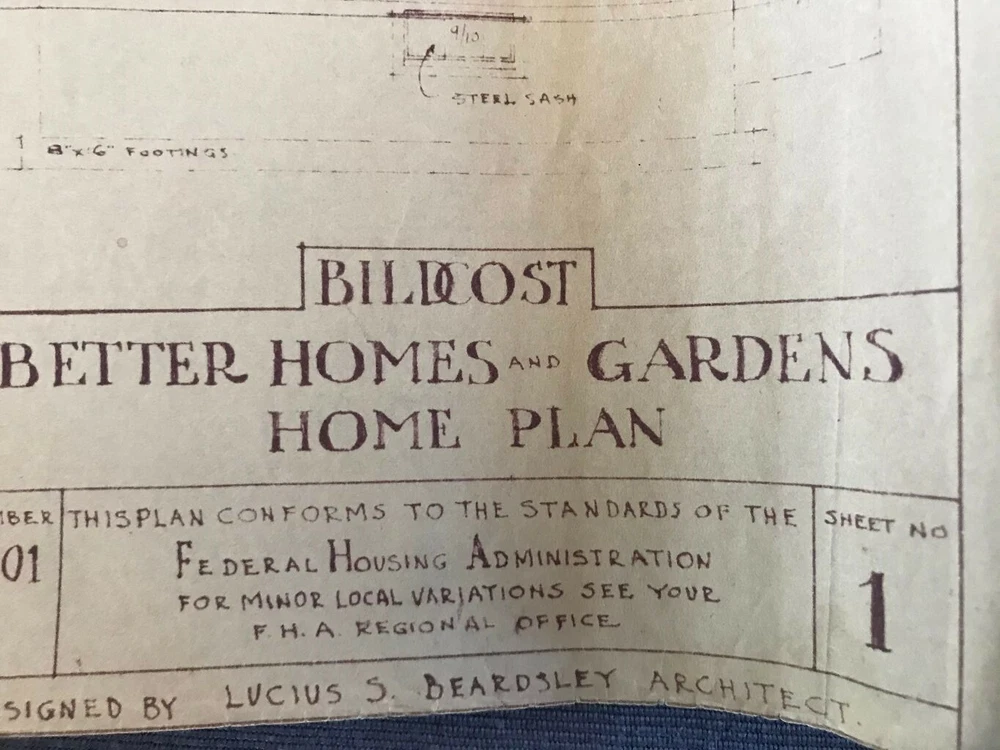 9/10
STEEL SASH
8"x6" FOOTINGS
BILDCOST
BETTER HOMES AND GARDENS
HOME PLAN
BER
01
THIS PLAN CONFORMS TO THE STANDARDS OF THE
FEDERAL HOUSING ADMINISTRATION
FOR MINOR LOCAL VARIATIONS SEE YOUR
F. H. A. REGIONAL OFFICE
SHEET NO
1
SIGNED BY LUCIUS S. BEARDSLEY ARCHITECT.